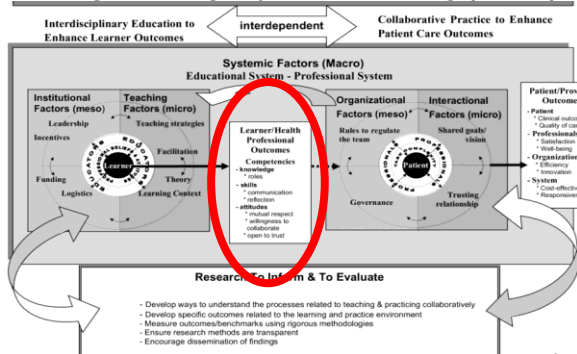 Interdisciplinary Education to
Enhance Learner Outcomes
interdependent
Collaborative Practice to Enhance
Patient Care Outcomes
Systemic Factors (Macro)
Educational System - Professional System
Institutional
Factors (meso)
Leadership
Incentives
Funding
Logistics
Teaching
Factors (micro)
Teaching strategies
Facilitation
Theory
Learning Context
Learner
Learner/Health
Professional
Outcomes
Competencies
- knowledge
* roles
- skills
* communication
* reflection
- attitudes
* mutual respect
* willingness to
collaborate
* open to trust
Organizational
Factors (meso)
Rules to regulate
the team
Governance
Interactional
Factors (micro)
Shared goals/
vision
Trusting
relationship
Patient
Patient/Prov
Outcome
- Patient
* Clinical outco
* Quality of ca
- Professionals
* Satisfaction
* Well-being
- Organization
* Efficiency
* Innovation
- System
* Cost-effectiv
* Responsiven
Research To Inform & To Evaluate
- Develop ways to understand the processes related to teaching & practicing collaboratively
- Develop specific outcomes related to the learning and practice environment
- Measure outcomes/benchmarks using rigorous methodologies
- Ensure research methods are transparent
- Encourage dissemination of findings